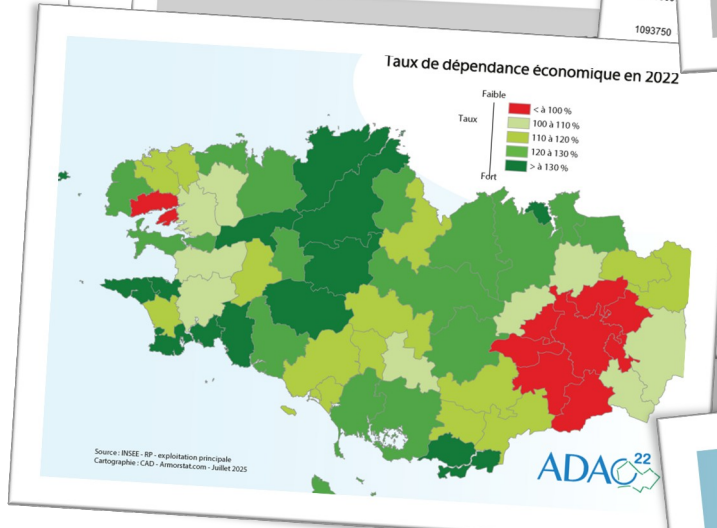 1093750
Taux de dépendance économique en 2022
Faible
Taux
< à 100 %
100 à 110 %
110 à 120 %
120 à 130 %
> à 130 %
Fort
Source : INSEE - RP - exploitation principale
Cartographie : CAD - Armorstat.com - Juillet 2025
ADAC 22